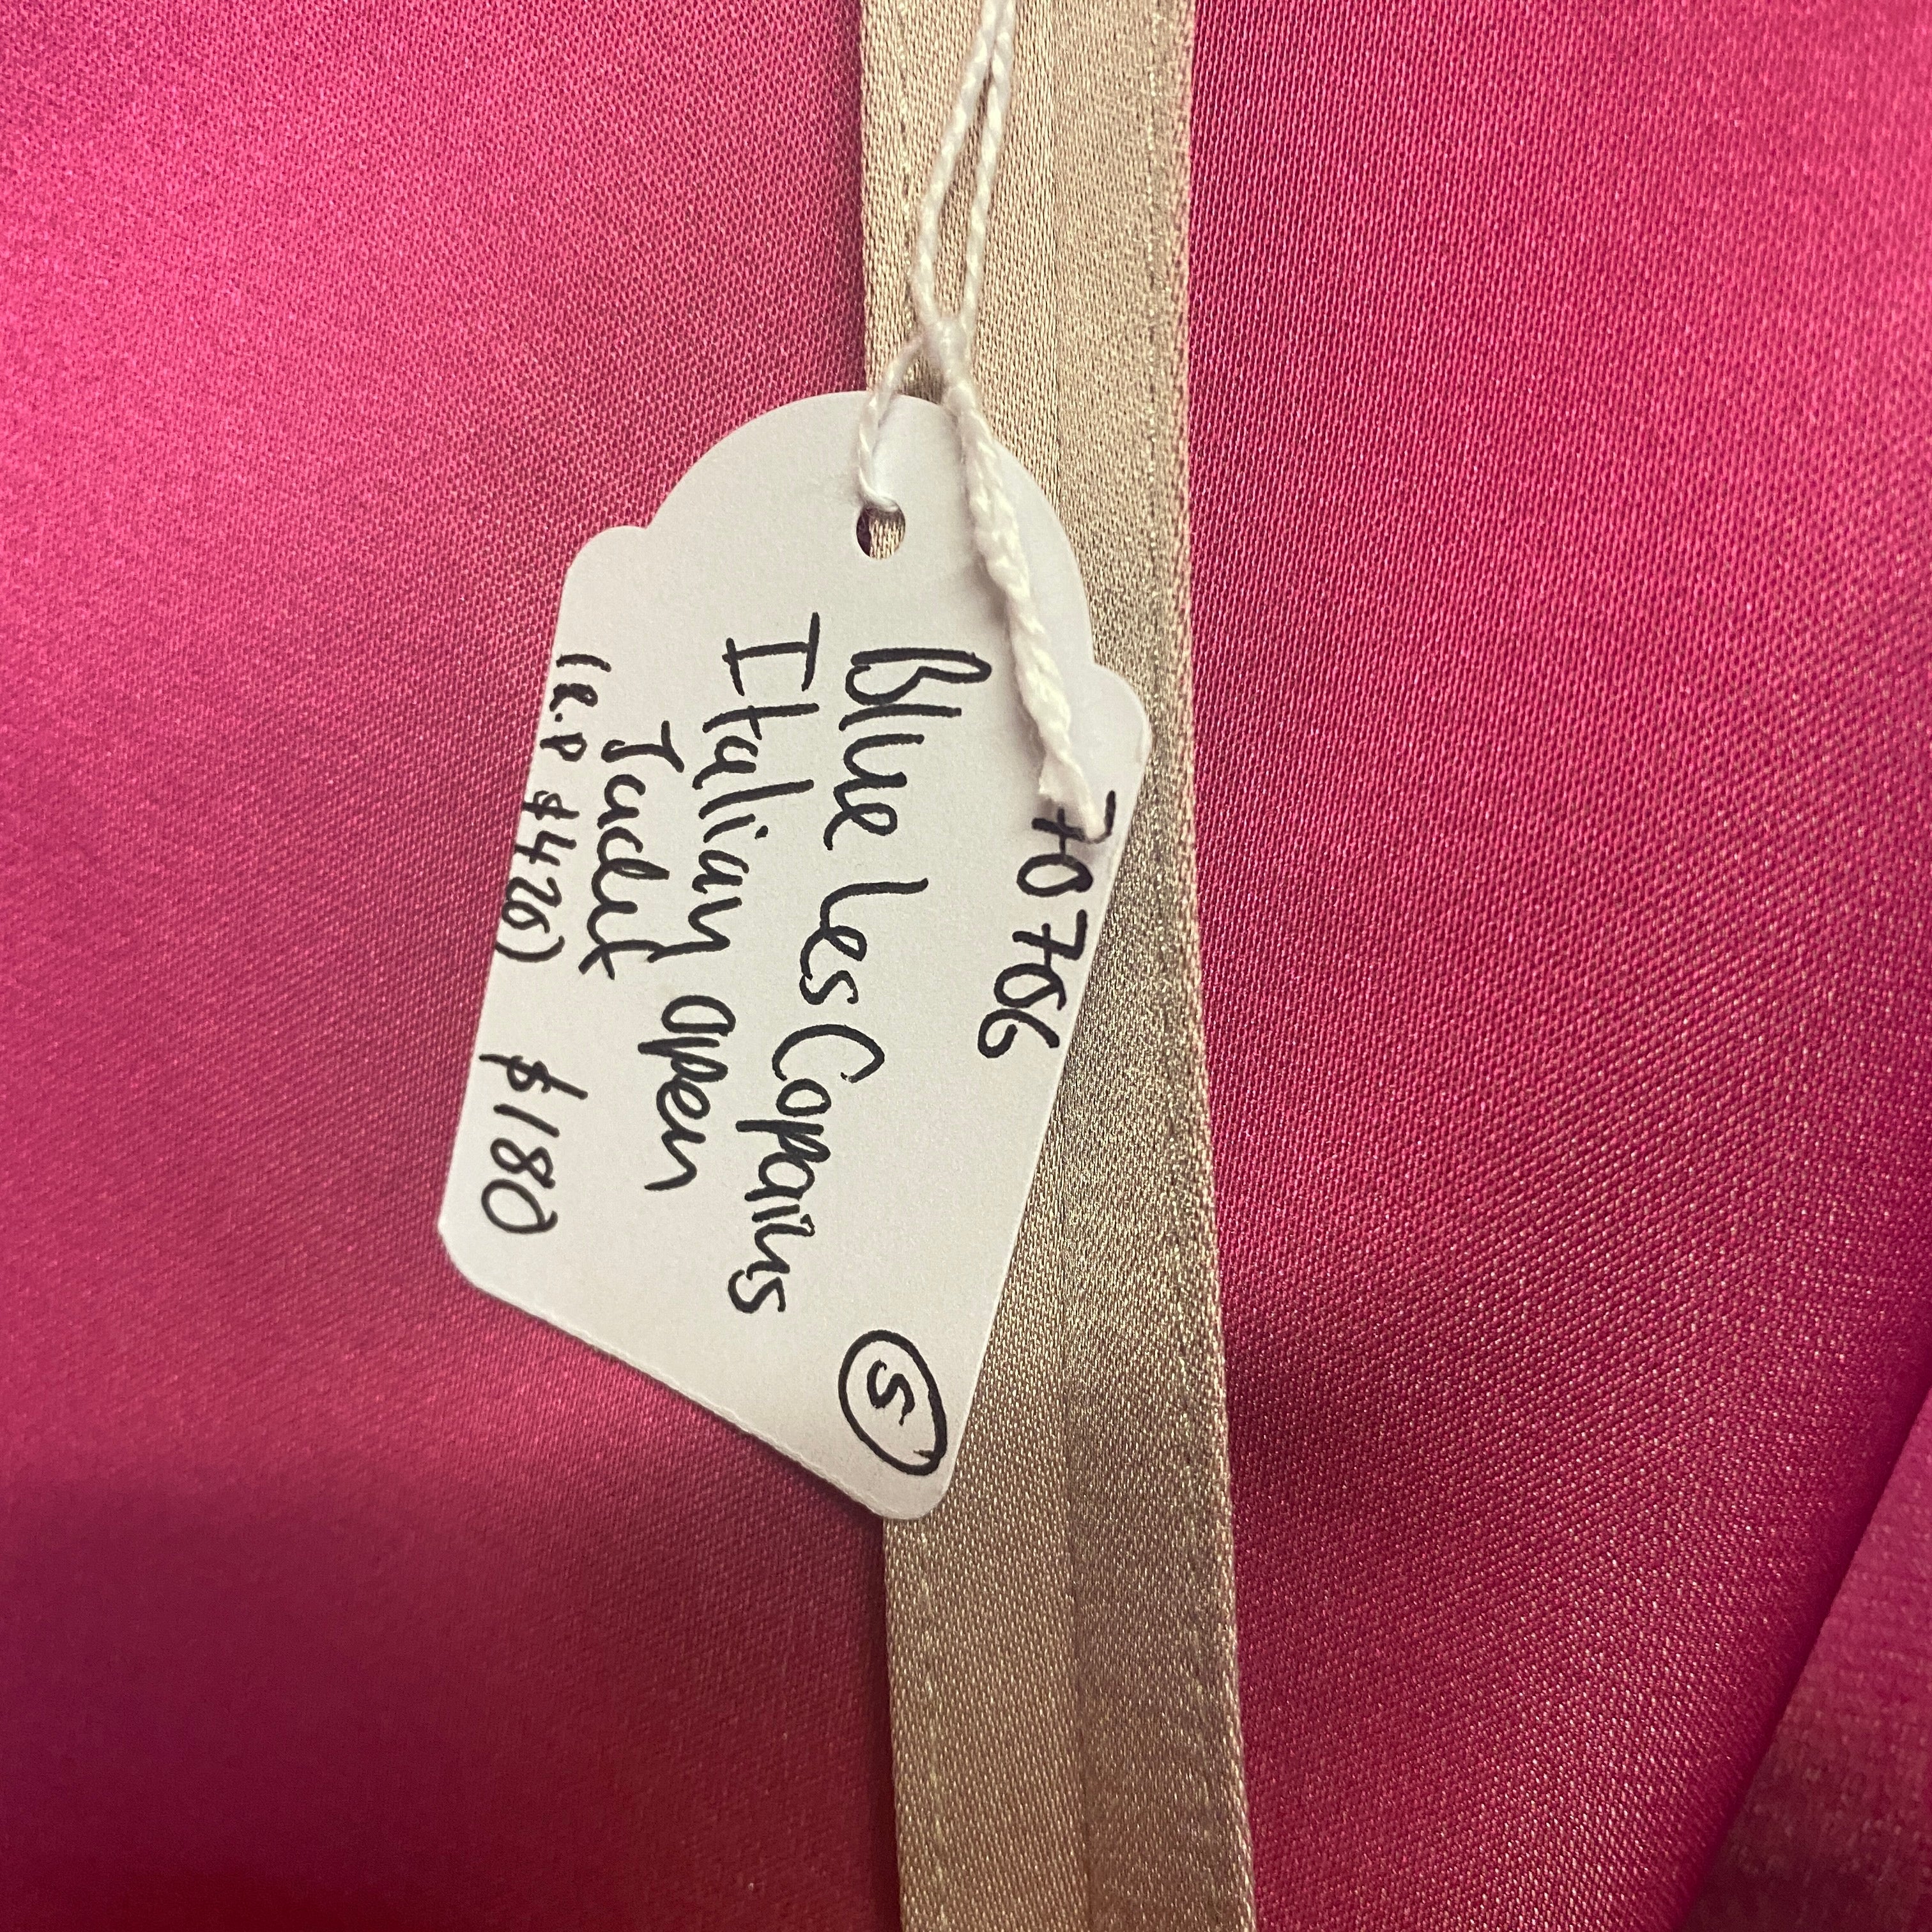 70706
Blue Les Copains
Italian open
Jacket
(R.P $420) $180
S